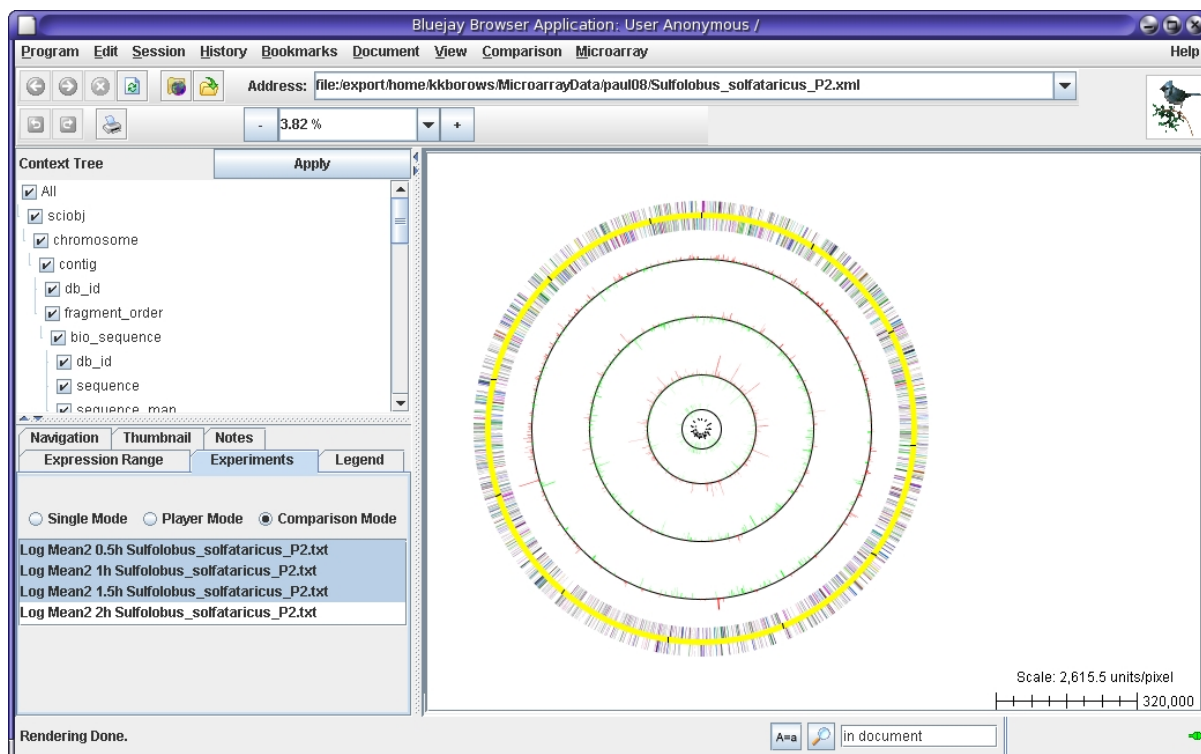 Bluejay Browser Application: User Anonymous /
Program Edit Session History Bookmarks Document View Comparison Microarray Help
Address: file:/export/home/kkborows/MicroarrayData/paul08/Sulfolobus_solfataricus_P2.xml
- 3.82 % +
Context Tree Apply
All
sciobj
chromosome
contig
db_id
fragment_order
bio_sequence
db_id
sequence
sequence_map
Navigation Thumbnail Notes
Expression Range Experiments Legend
Single Mode Player Mode Comparison Mode
Log Mean2 0.5h Sulfolobus_solfataricus_P2.txt
Log Mean2 1h Sulfolobus_solfataricus_P2.txt
Log Mean2 1.5h Sulfolobus_solfataricus_P2.txt
Log Mean2 2h Sulfolobus_solfataricus_P2.txt
Scale: 2,615.5 units/pixel
320,000
Rendering Done. A=a in document